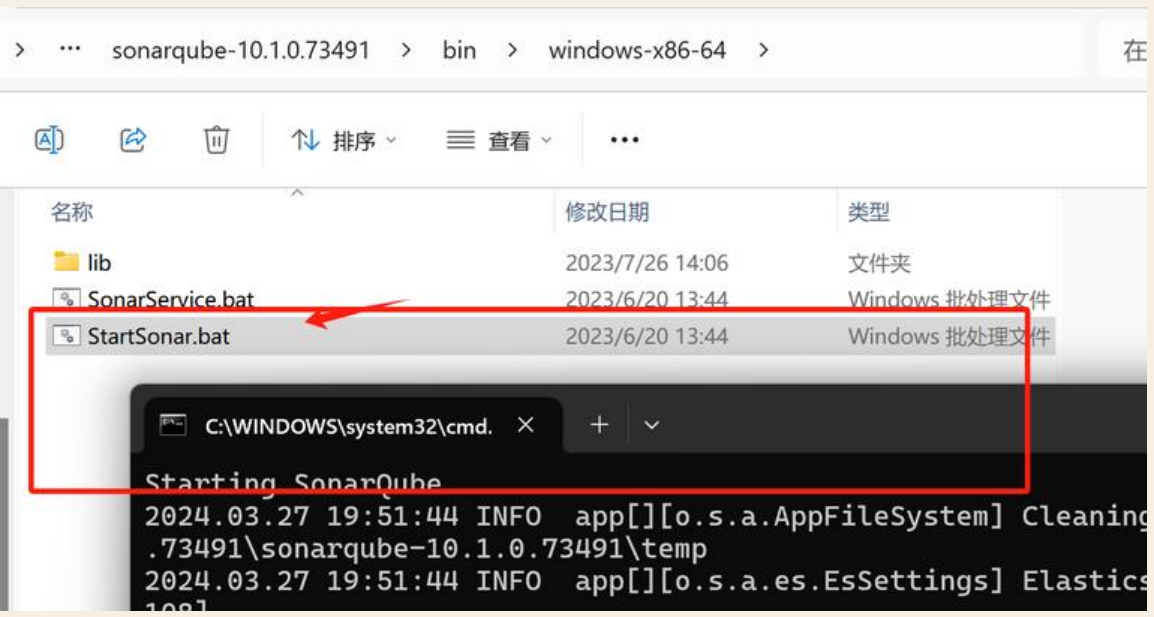 > ··· sonarqube-10.1.0.73491 > bin > windows-x86-64 > 在
排序 查看 ···
名称 修改日期 类型
lib 2023/7/26 14:06 文件夹
SonarService.bat 2023/6/20 13:44 Windows 批处理文件
StartSonar.bat 2023/6/20 13:44 Windows 批处理文件
C:\WINDOWS\system32\cmd.
Starting SonarQube
2024.03.27 19:51:44 INFO app[][o.s.a.AppFileSystem] Cleaning
.73491\sonarqube-10.1.0.73491\temp
2024.03.27 19:51:44 INFO app[][o.s.a.es.EsSettings] Elastics
108]